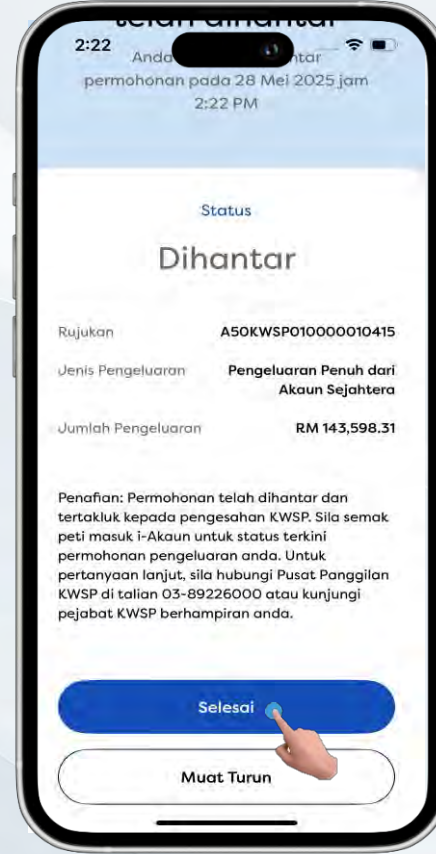 telah dihantar
2:22
Anda ntar
permohonan pada 28 Mei 2025 jam
2:22 PM
Status
Dihantar
Rujukan A50KWSP010000010415
Jenis Pengeluaran Pengeluaran Penuh dari
Akaun Sejahtera
Jumlah Pengeluaran RM 143,598.31
Penafian: Permohonan telah dihantar dan
tertakluk kepada pengesahan KWSP. Sila semak
peti masuk i-Akaun untuk status terkini
permohonan pengeluaran anda. Untuk
pertanyaan lanjut, sila hubungi Pusat Panggilan
KWSP di talian 03-89226000 atau kunjungi
pejabat KWSP berhampiran anda.
Selesai
Muat Turun